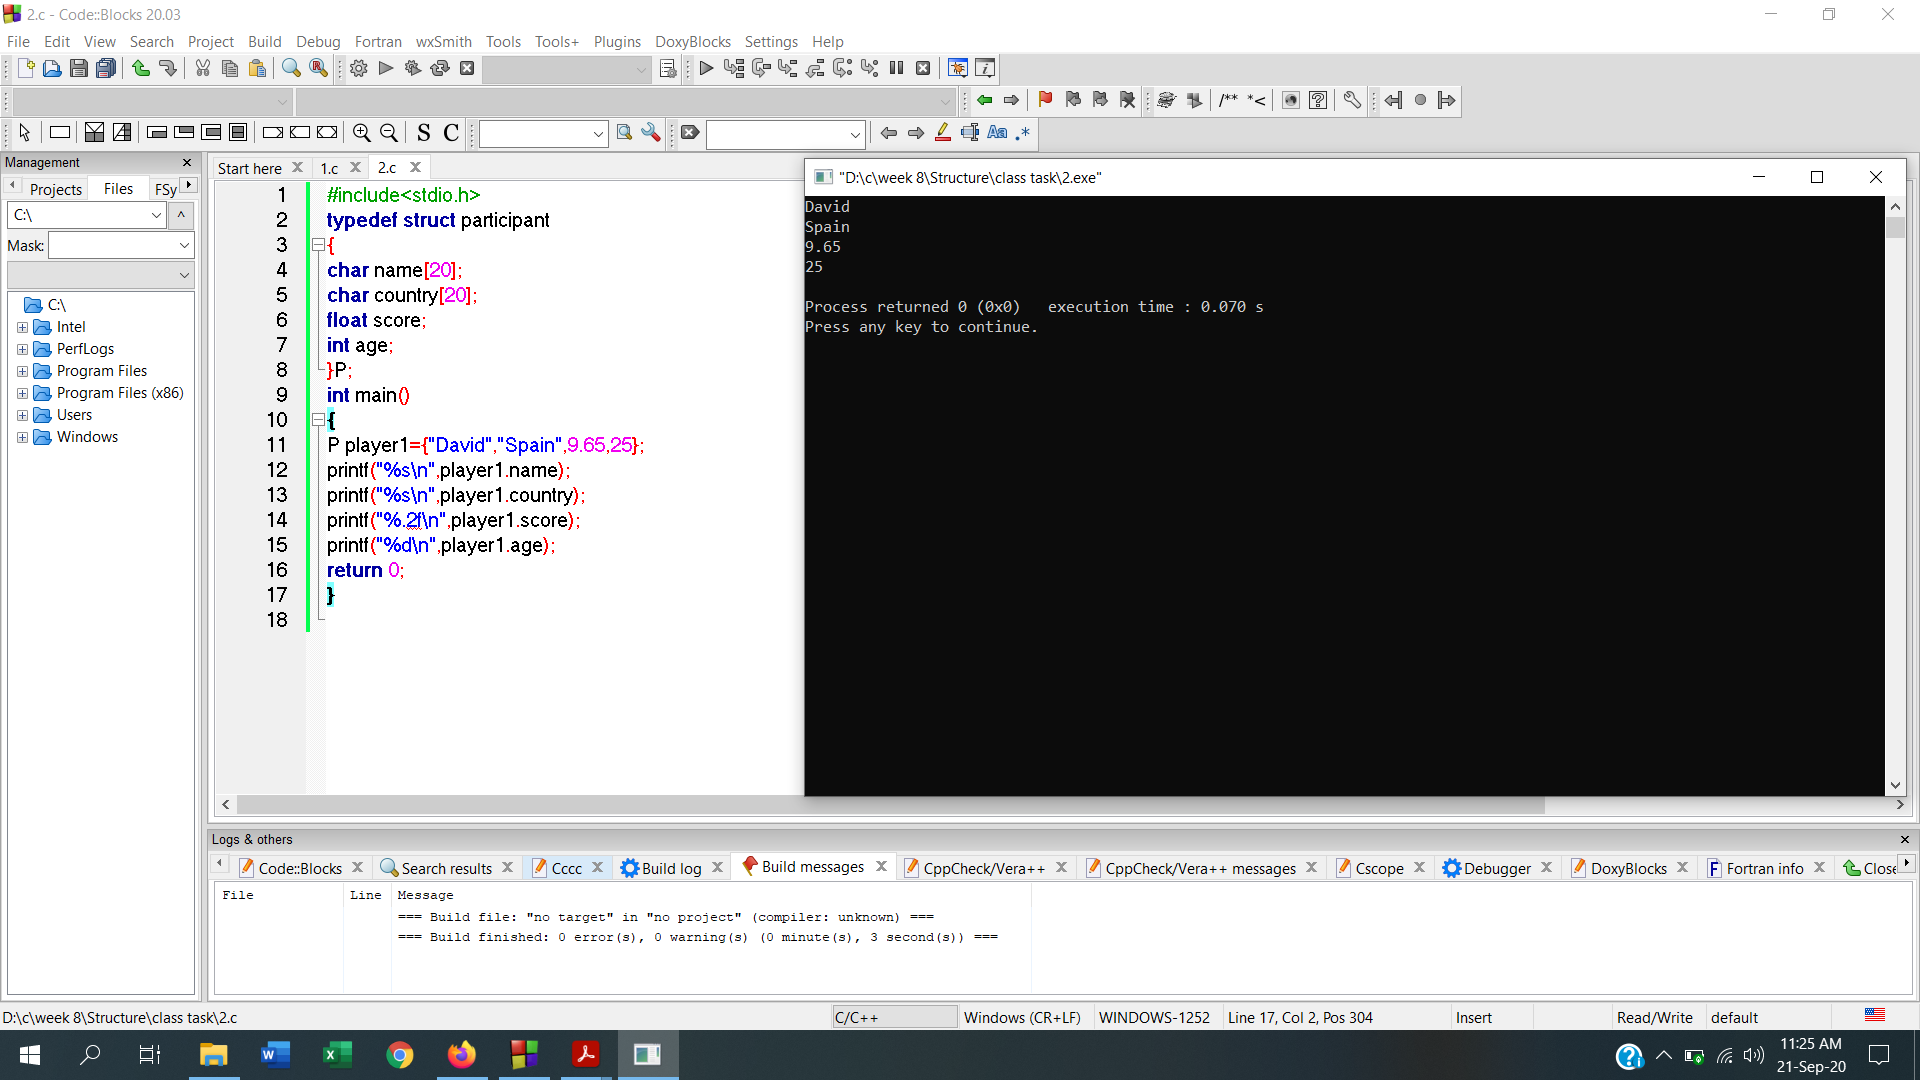 2.c - Code::Blocks 20.03
File Edit View Search Project Build Debug Fortran wxSmith Tools Tools+ Plugins DoxyBlocks Settings Help
/** *<
S C
Aa .*
Management
Projects Files FSy
C:\
Mask:
C:\
Intel
PerfLogs
Program Files
Program Files (x86)
Users
Windows
Start here 1.c 2.c
1 #include<stdio.h>
2 typedef struct participant
3 {
4 char name[20];
5 char country[20];
6 float score;
7 int age;
8 }P;
9 int main()
10 {
11 P player1={"David","Spain",9.65,25};
12 printf("%s\n",player1.name);
13 printf("%s\n",player1.country);
14 printf("%.2f\n",player1.score);
15 printf("%d\n",player1.age);
16 return 0;
17 }
18
"D:\c\week 8\Structure\class task\2.exe"
David
Spain
9.65
25
Process returned 0 (0x0)   execution time : 0.070 s
Press any key to continue.
Logs & others
Code::Blocks Search results Cccc Build log Build messages CppCheck/Vera++ CppCheck/Vera++ messages Cscope Debugger DoxyBlocks Fortran info Close
File Line Message
=== Build file: "no target" in "no project" (compiler: unknown) ===
=== Build finished: 0 error(s), 0 warning(s) (0 minute(s), 3 second(s)) ===
D:\c\week 8\Structure\class task\2.c C/C++ Windows (CR+LF) WINDOWS-1252 Line 17, Col 2, Pos 304 Insert Read/Write default
11:25 AM
21-Sep-20